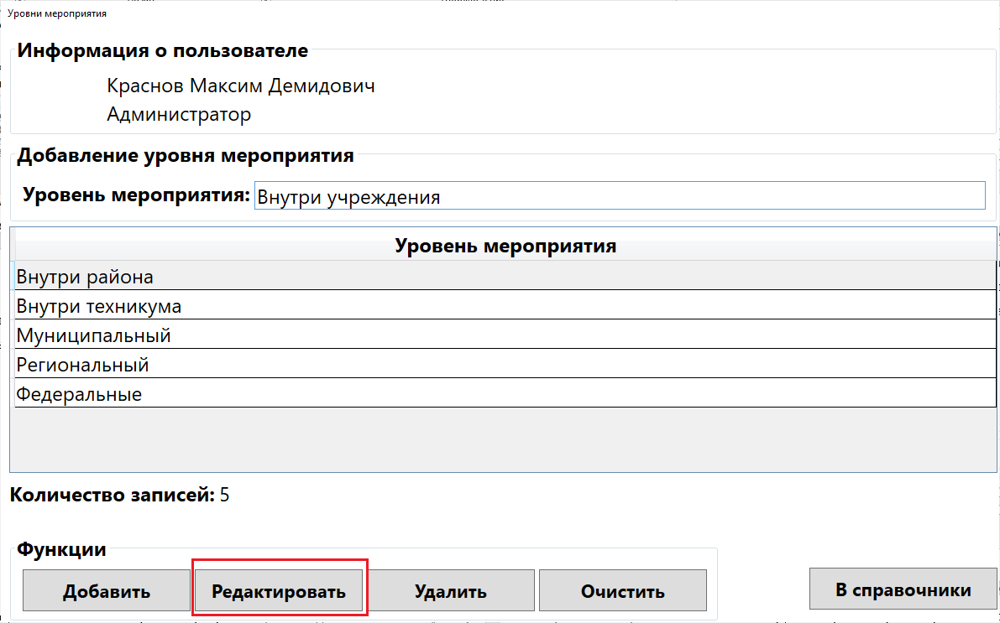 Уровни мероприятия
Информация о пользователе
Краснов Максим Демидович
Администратор
Добавление уровня мероприятия
Уровень мероприятия: Внутри учреждения
Уровень мероприятия
Внутри района
Внутри техникума
Муниципальный
Региональный
Федеральные
Количество записей: 5
Функции
Добавить Редактировать Удалить Очистить В справочники